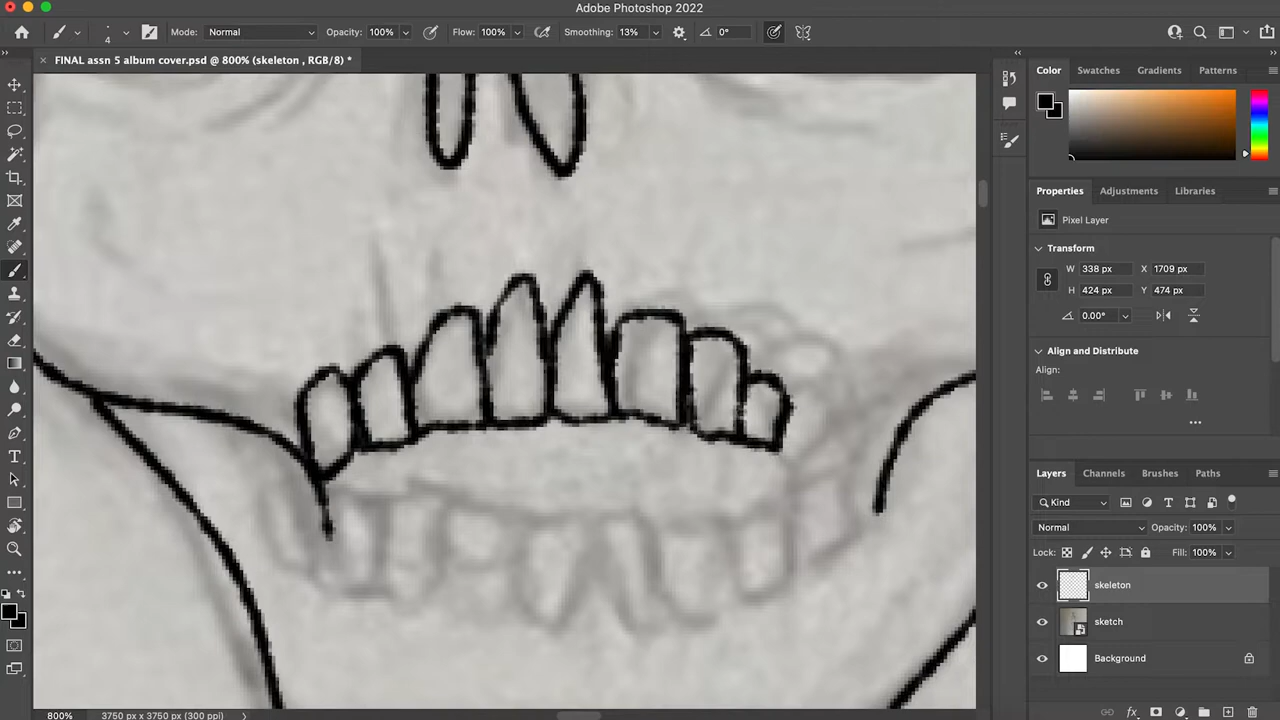 Adobe Photoshop 2022
4 Mode: Normal Opacity: 100% Flow: 100% Smoothing: 13% 0°
FINAL assn 5 album cover.psd @ 800% (skeleton , RGB/8) *
Color Swatches Gradients Patterns
Properties Adjustments Libraries
Pixel Layer
Transform
W 338 px X 1709 px
H 424 px Y 474 px
0.00°
Align and Distribute
Align:
Layers Channels Brushes Paths
Kind
Normal Opacity: 100%
Lock: Fill: 100%
skeleton
sketch
Background
fx
800% 3750 px x 3750 px (300 ppi)